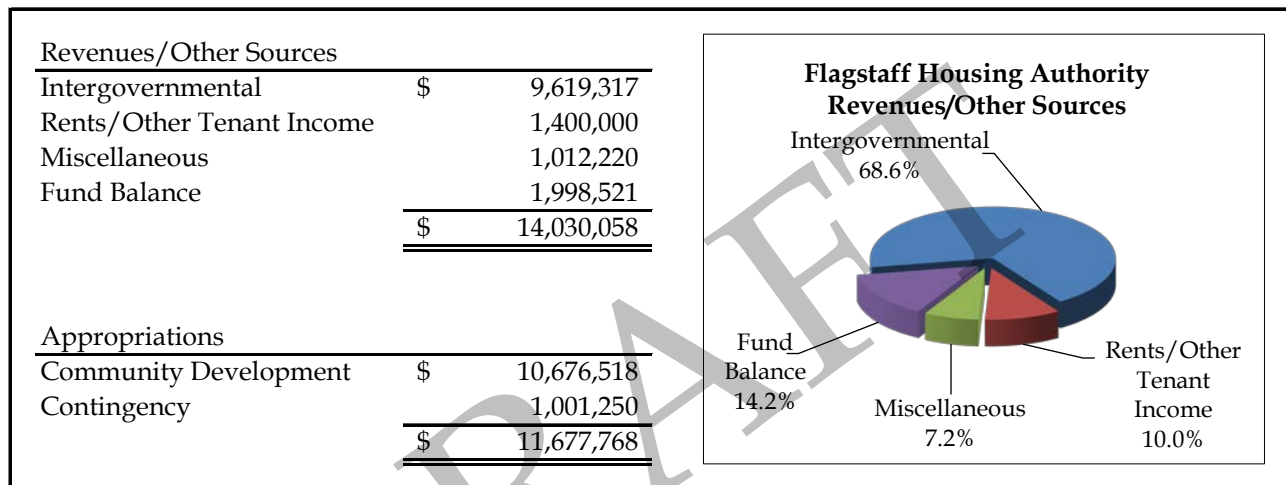 Revenues/Other Sources
Intergovernmental $ 9,619,317
Rents/Other Tenant Income 1,400,000
Miscellaneous 1,012,220
Fund Balance 1,998,521
$ 14,030,058
Appropriations
Community Development $ 10,676,518
Contingency 1,001,250
$ 11,677,768
Flagstaff Housing Authority
Revenues/Other Sources
Intergovernmental
68.6%
Fund
Balance
14.2%
Miscellaneous
7.2%
Rents/Other
Tenant
Income
10.0%
DRAFT